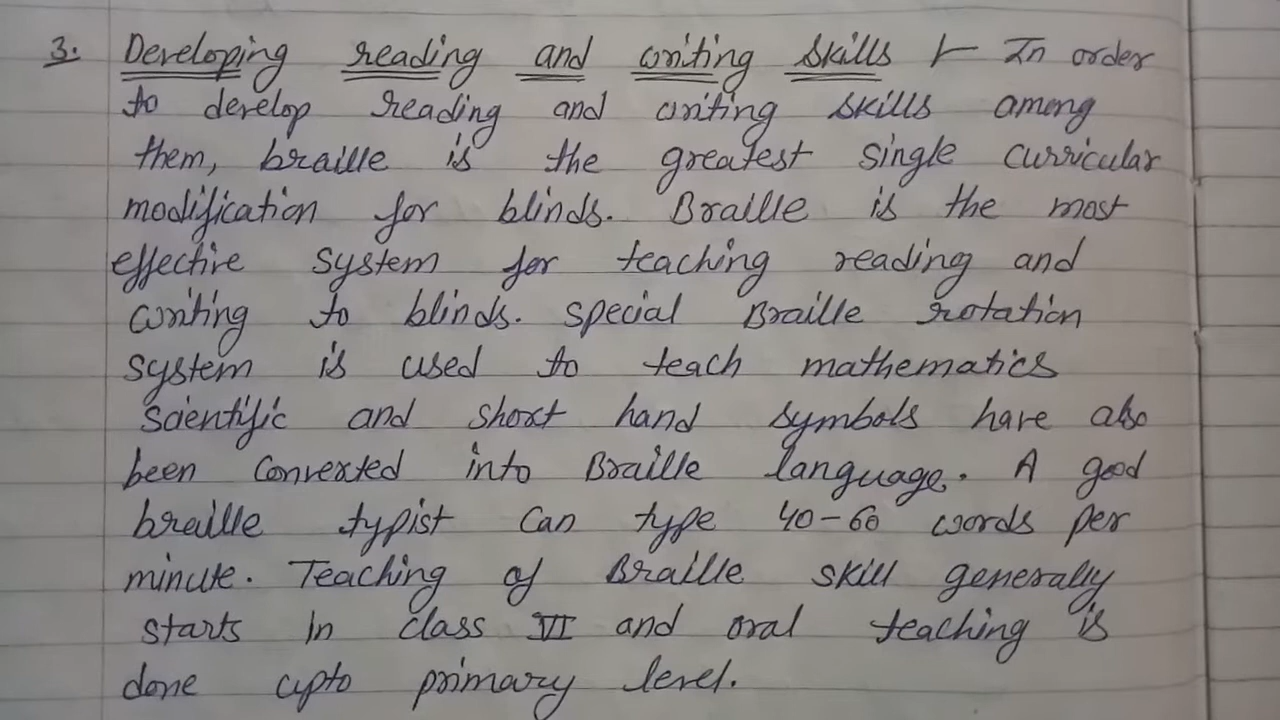 3. Developing reading and writing skills :- In order
to develop reading and writing skills among
them, braille is the greatest single curricular
modification for blinds. Braille is the most
effective system for teaching reading and
writing to blinds. special Braille rotation
system is used to teach mathematics
scientific and short hand symbols have also
been converted into Braille language. A good
braille typist can type 40-60 words per
minute. Teaching of Braille skill generally
starts in class VI and oral teaching is
done upto primary level.